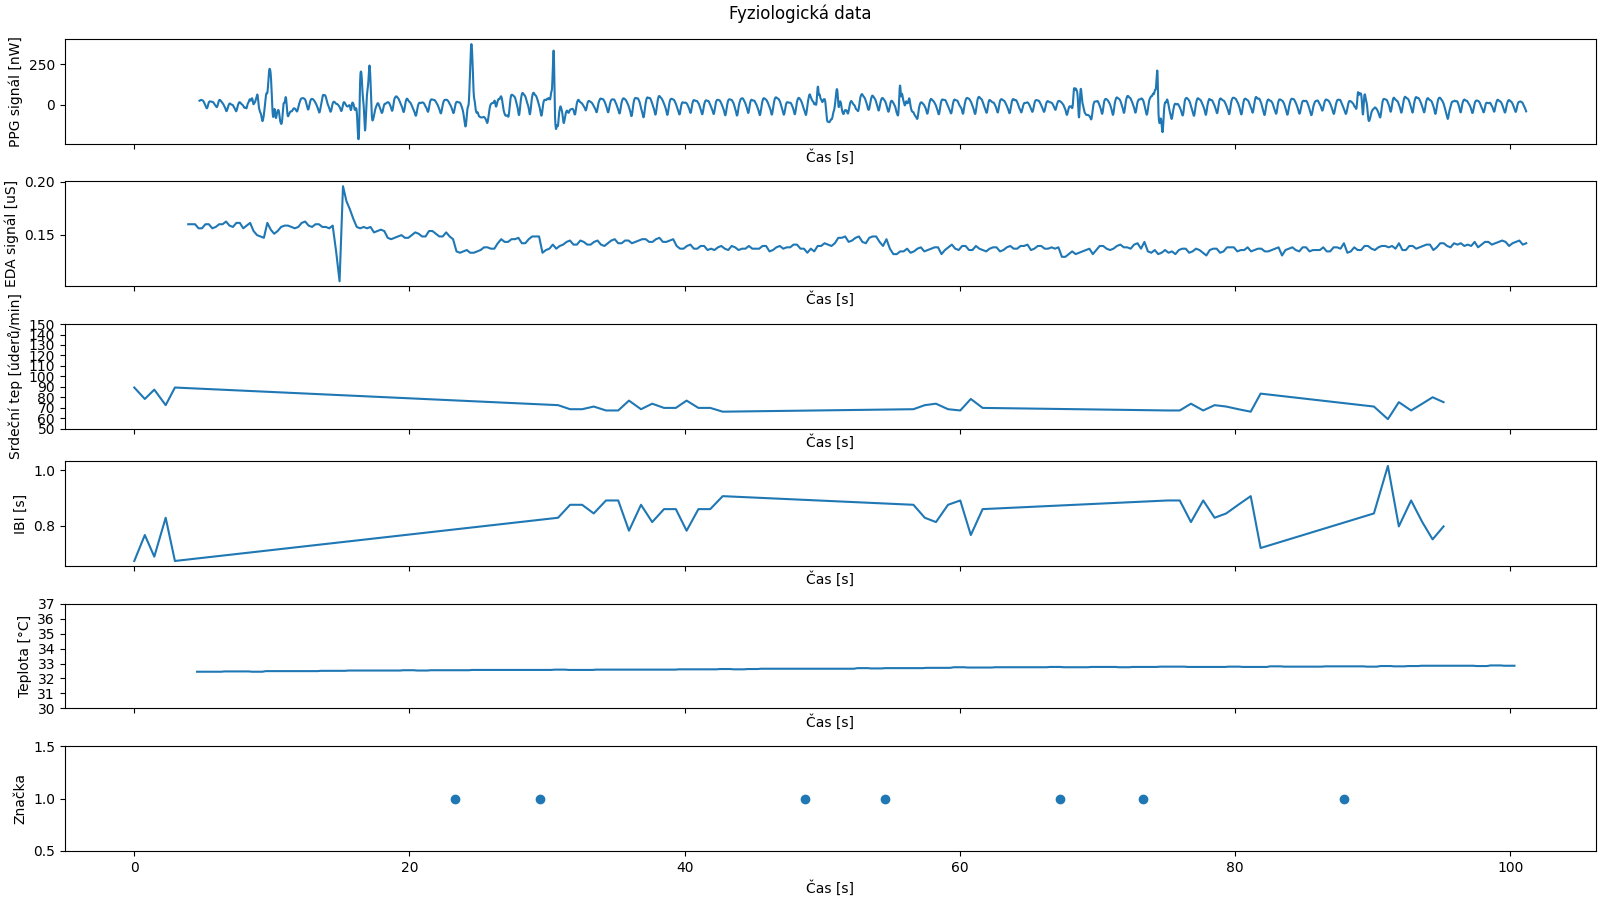 Fyziologická data
PPG signál [nW]
250
0
Čas [s]
EDA signál [uS]
0.20
0.15
Čas [s]
Srdeční tep [úderů/min]
150
140
130
120
110
100
90
80
70
60
50
Čas [s]
IBI [s]
1.0
0.8
Čas [s]
Teplota [°C]
37
36
35
34
33
32
31
30
Čas [s]
Značka
1.5
1.0
0.5
0 20 40 60 80 100
Čas [s]